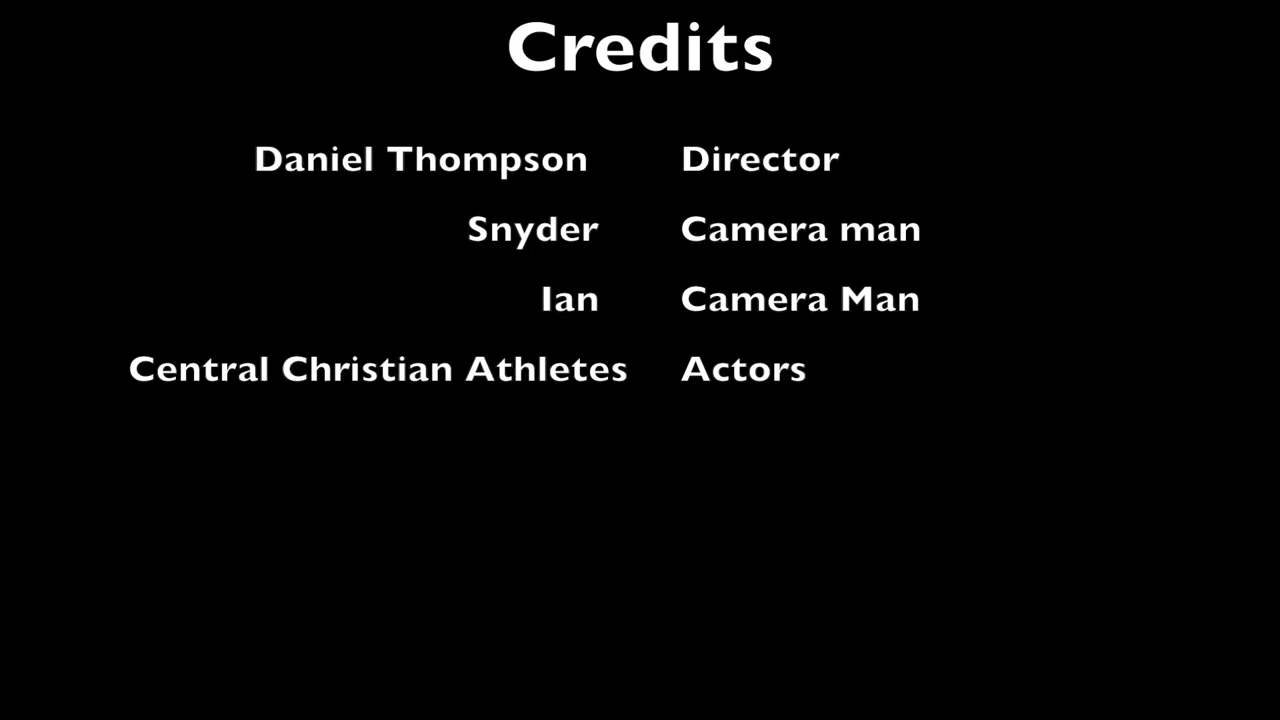 Credits
Daniel Thompson Director
Snyder Camera man
Ian Camera Man
Central Christian Athletes Actors